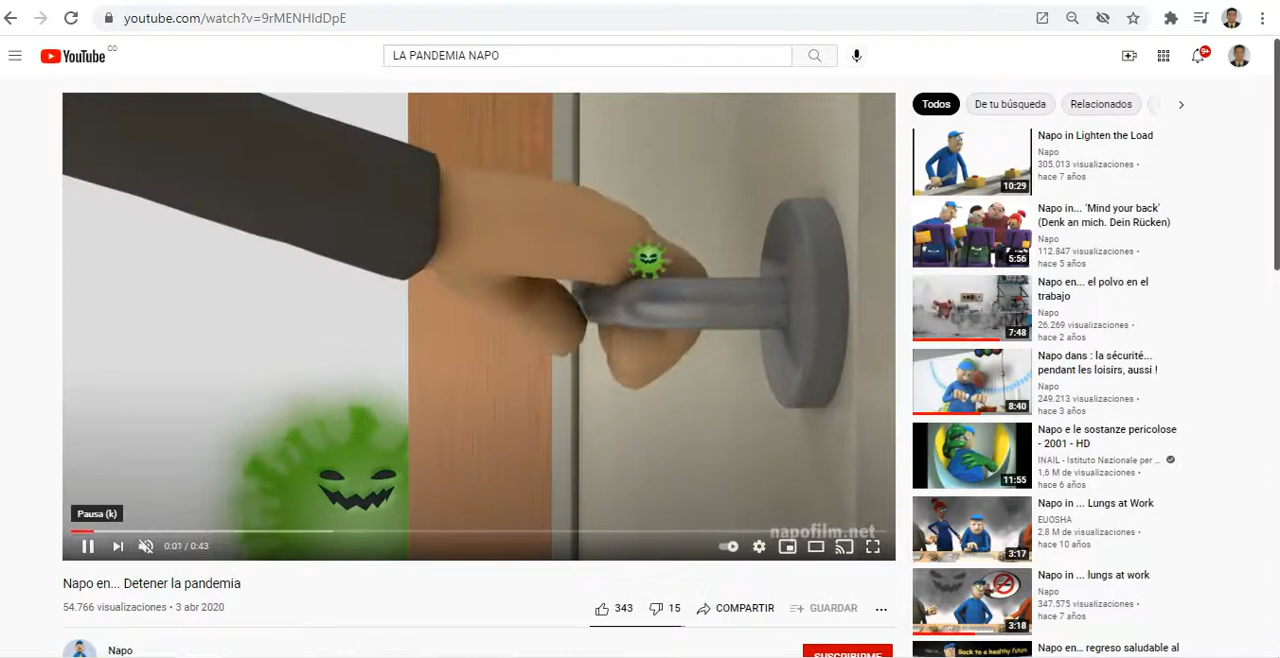 youtube.com/watch?v=9rMENHIdDpE
YouTube CO
LA PANDEMIA NAPO
9+
Todos
De tu búsqueda
Relacionados
Napo in Lighten the Load
Napo
305.013 visualizaciones •
hace 7 años
10:29
Napo in... 'Mind your back'
(Denk an mich. Dein Rücken)
Napo
112.847 visualizaciones •
hace 5 años
5:56
Napo en... el polvo en el
trabajo
Napo
26.269 visualizaciones •
hace 2 años
7:48
Napo dans : la sécurité...
pendant les loisirs, aussi !
Napo
249.213 visualizaciones •
hace 3 años
8:40
Napo e le sostanze pericolose
- 2001 - HD
INAIL - Istituto Nazionale per ...
1,6 M de visualizaciones •
hace 6 años
11:55
Napo in ... Lungs at Work
EUOSHA
2,8 M de visualizaciones •
hace 10 años
3:17
Napo in ... lungs at work
Napo
347.575 visualizaciones •
hace 7 años
3:18
Napo en... regreso saludable al
Back to a healthy future
Pausa (k)
napofilm.net
0:01 / 0:43
Napo en... Detener la pandemia
54.766 visualizaciones • 3 abr 2020
343
15
COMPARTIR
GUARDAR
Napo
SUSCRIBIRME